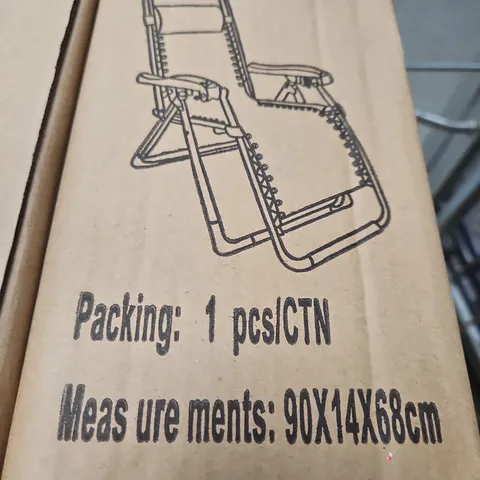 Packing: 1 pcs/CTN
Meas ure ments: 90X14X68cm